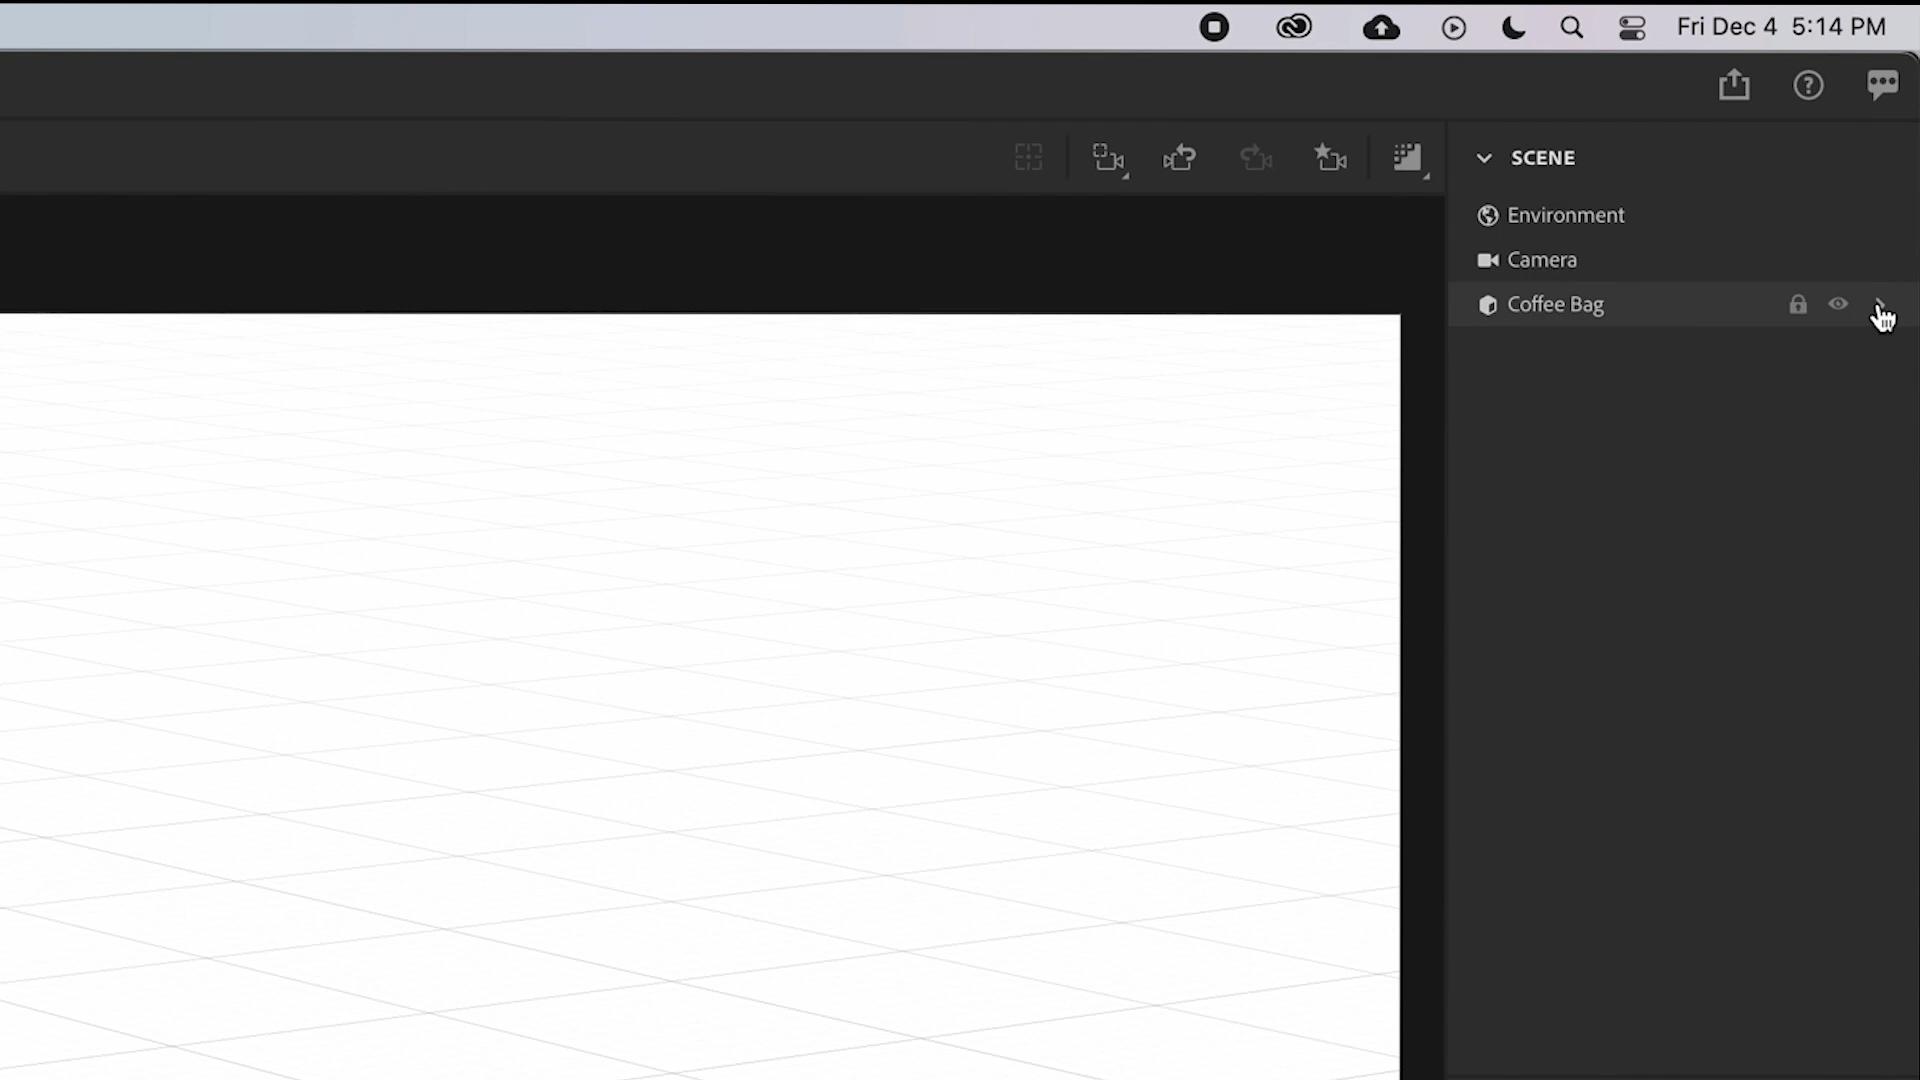 Fri Dec 4 5:14 PM
SCENE
Environment
Camera
Coffee Bag